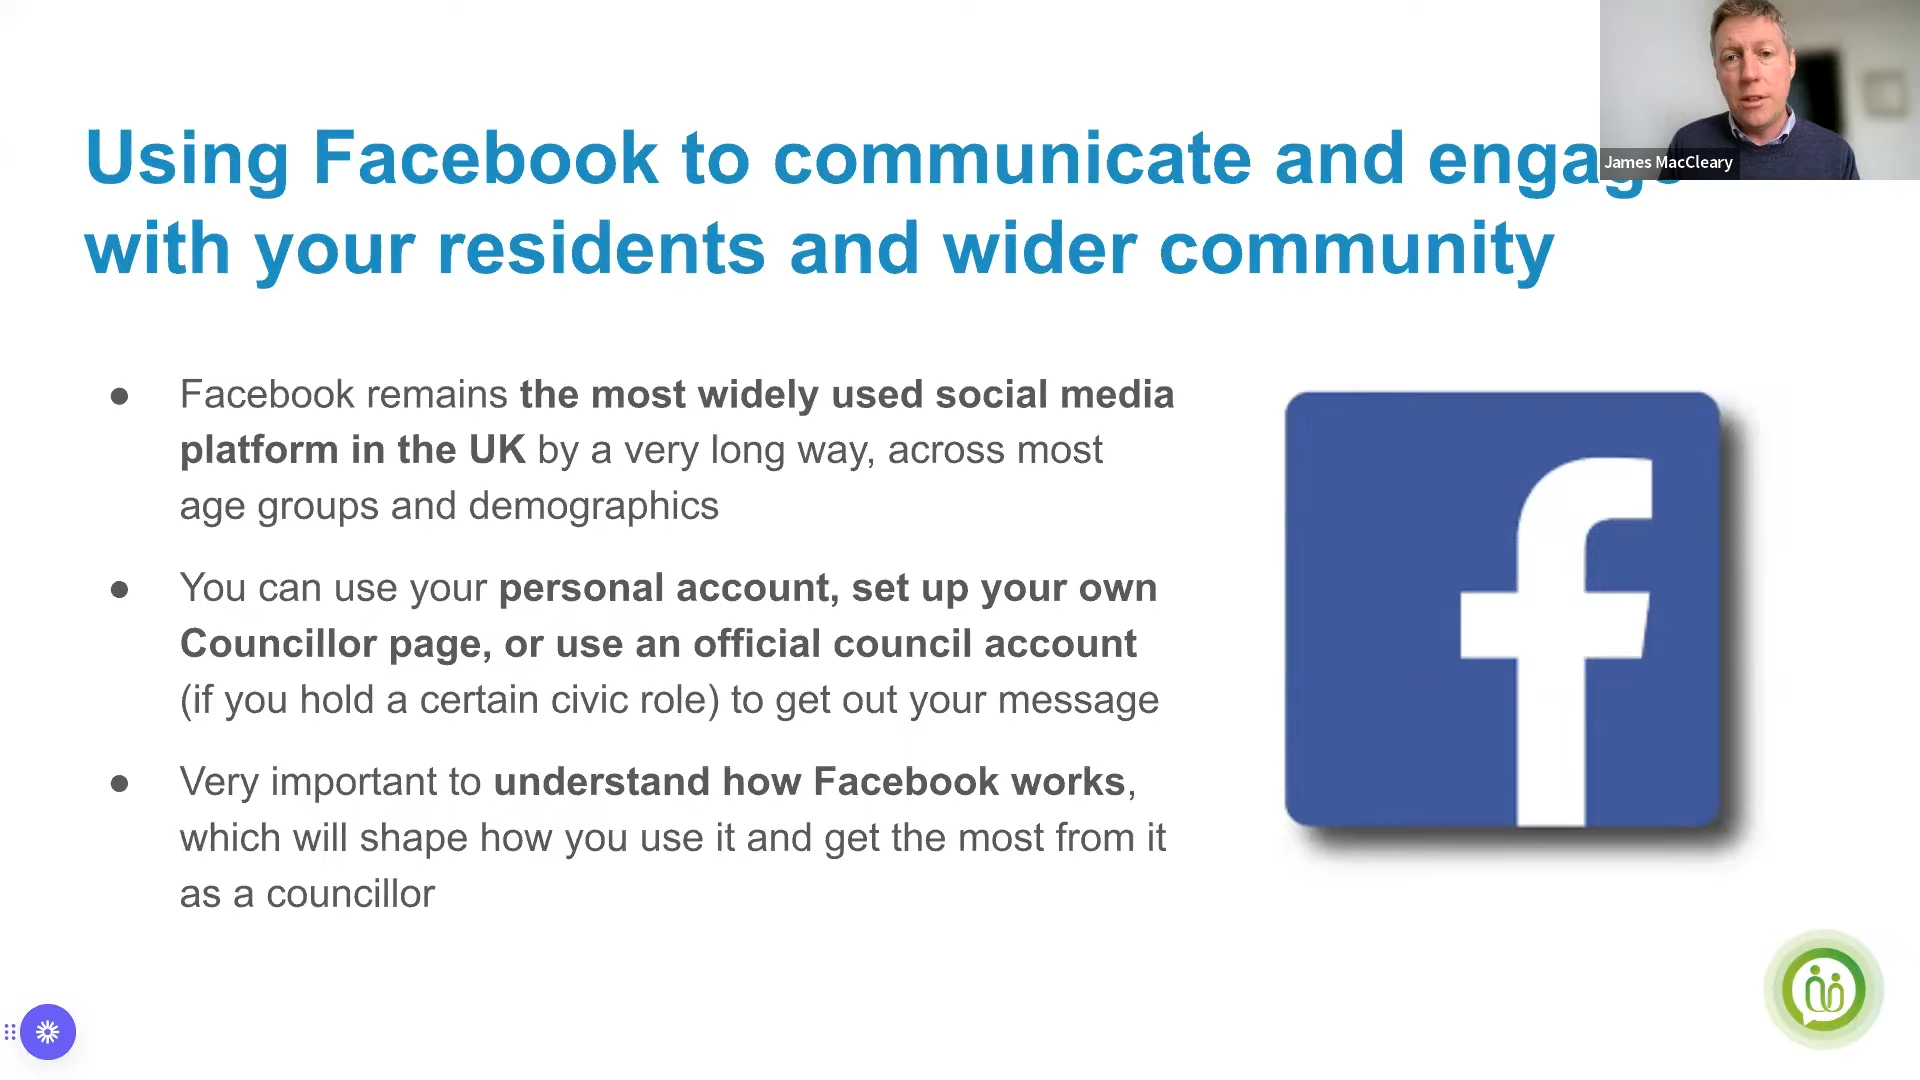 Using Facebook to communicate and engage
with your residents and wider community
James MacCleary
● Facebook remains the most widely used social media
platform in the UK by a very long way, across most
age groups and demographics
● You can use your personal account, set up your own
Councillor page, or use an official council account
(if you hold a certain civic role) to get out your message
● Very important to understand how Facebook works,
which will shape how you use it and get the most from it
as a councillor
f